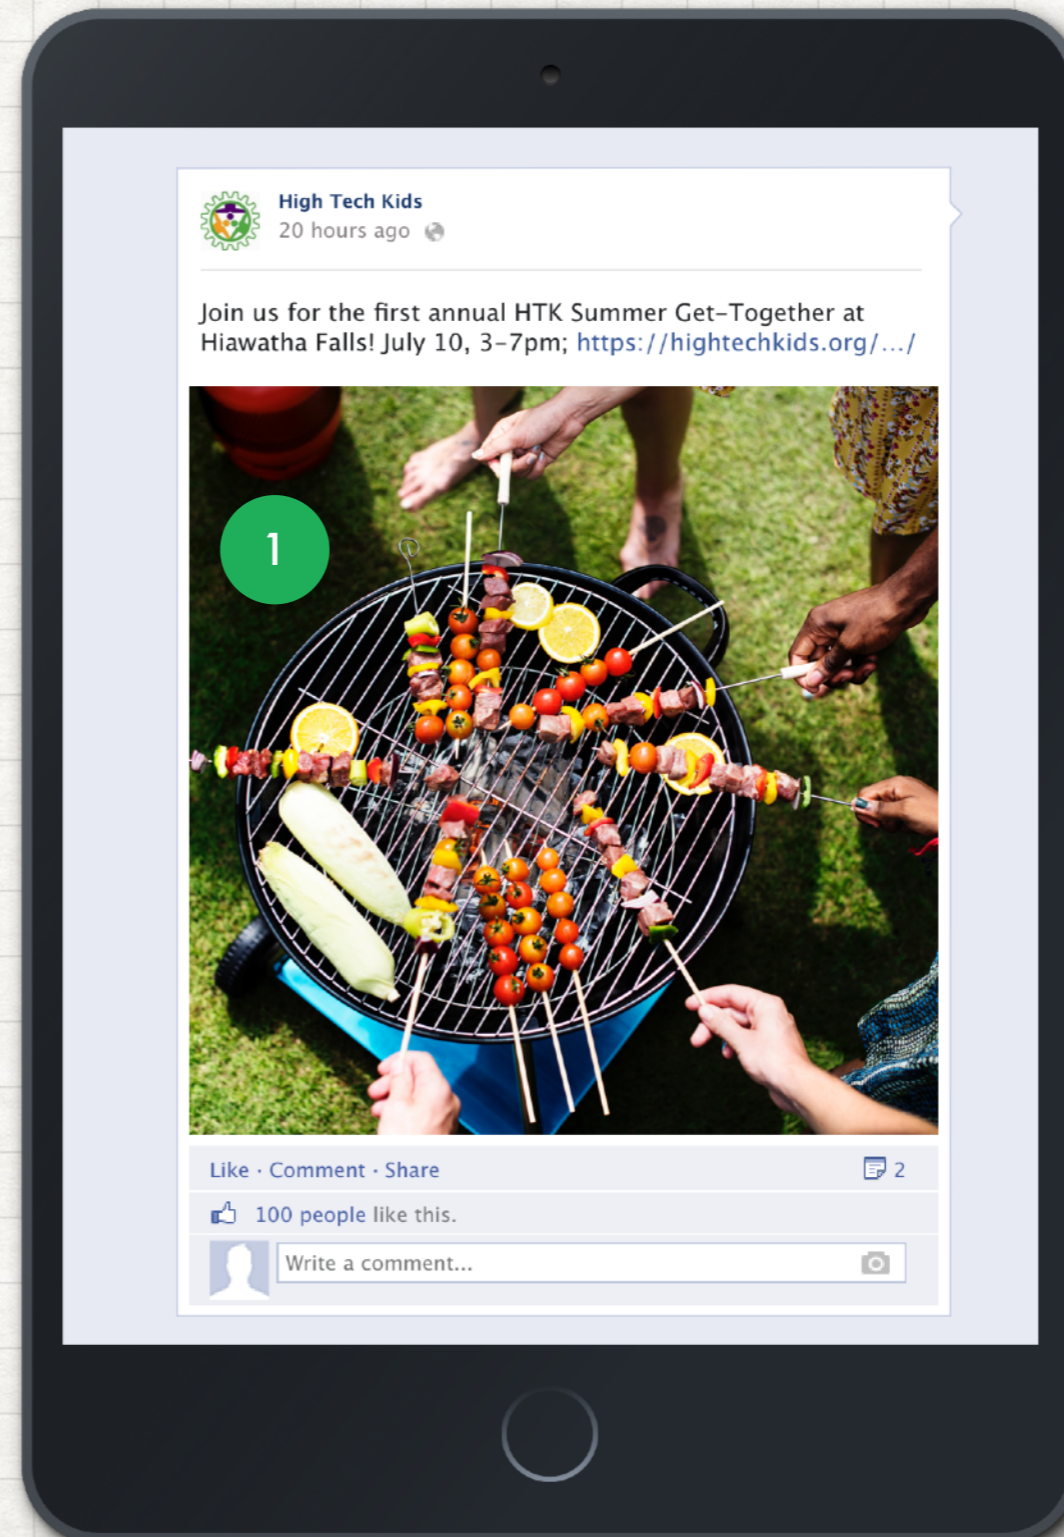 High Tech Kids
20 hours ago
Join us for the first annual HTK Summer Get-Together at
Hiawatha Falls! July 10, 3-7pm; https://hightechkids.org/.../
1
Like · Comment · Share
2
100 people like this.
Write a comment...